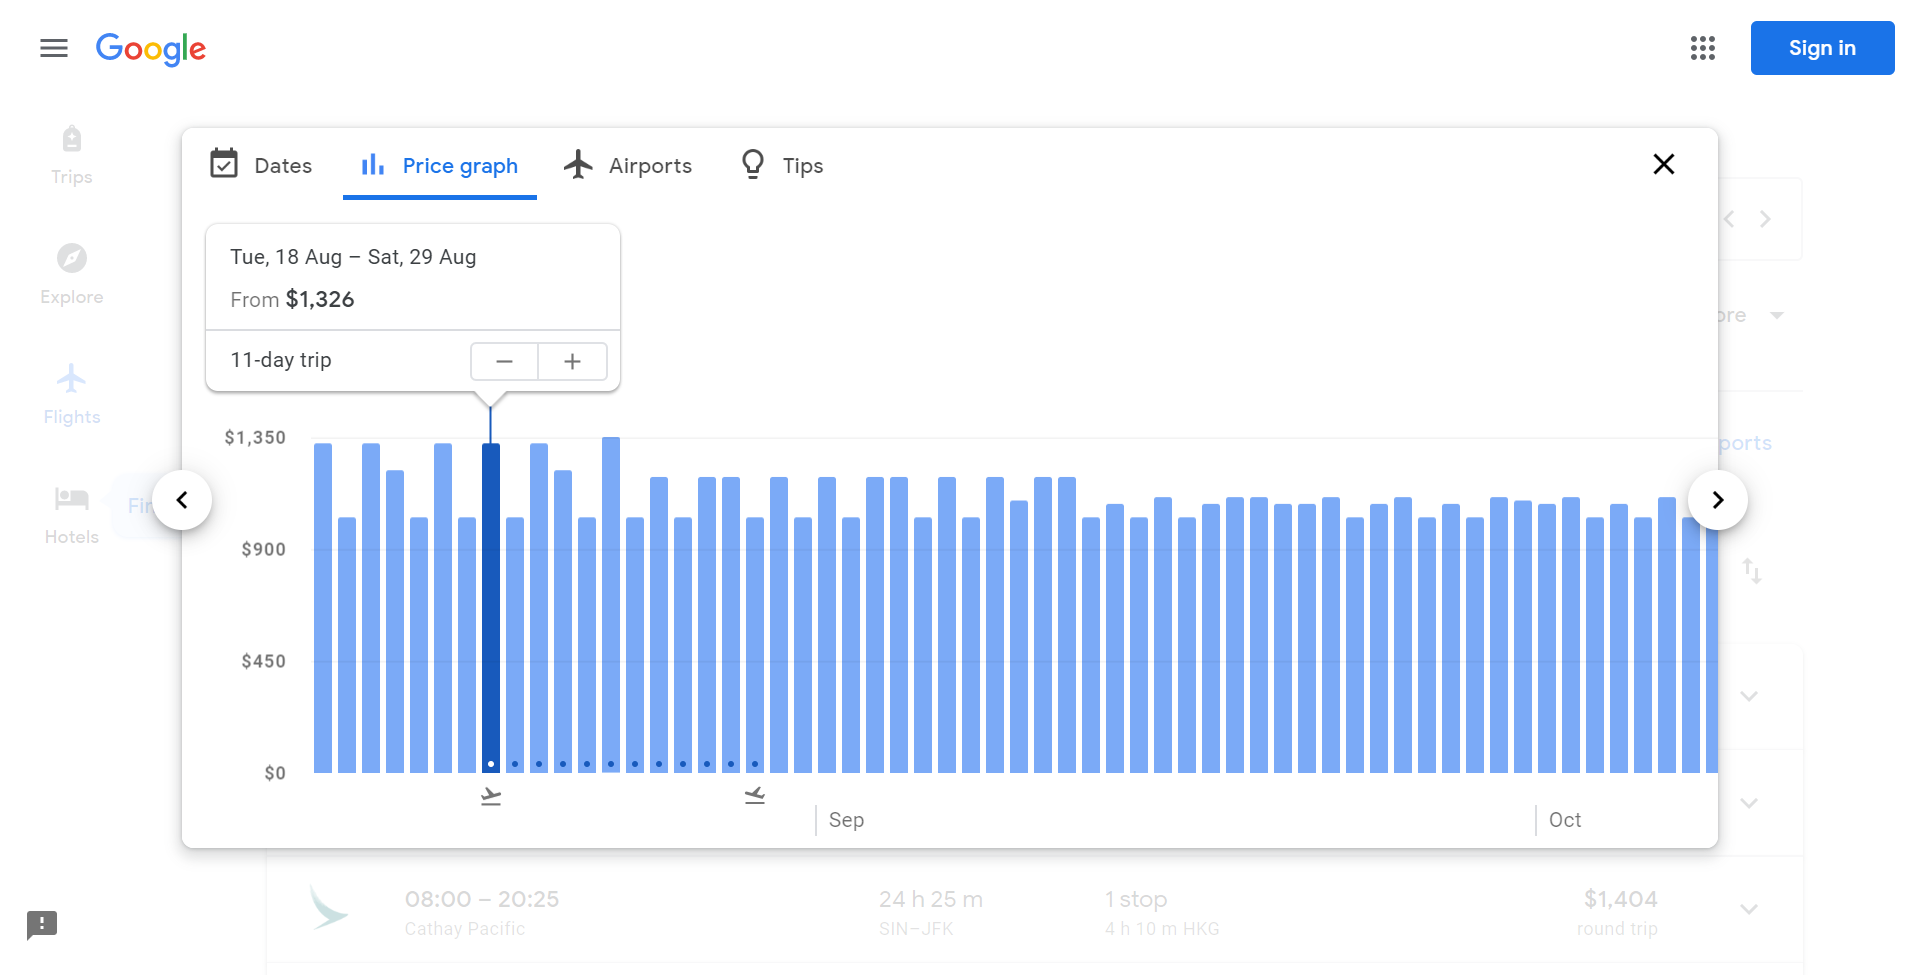 Google
Sign in
Trips
Explore
Flights
Hotels
Dates
Price graph
Airports
Tips
Tue, 18 Aug – Sat, 29 Aug
From $1,326
11-day trip
$1,350
$900
$450
$0
Sep
Oct
08:00 – 20:25
Cathay Pacific
24 h 25 m
SIN–JFK
1 stop
4 h 10 m HKG
$1,404
round trip